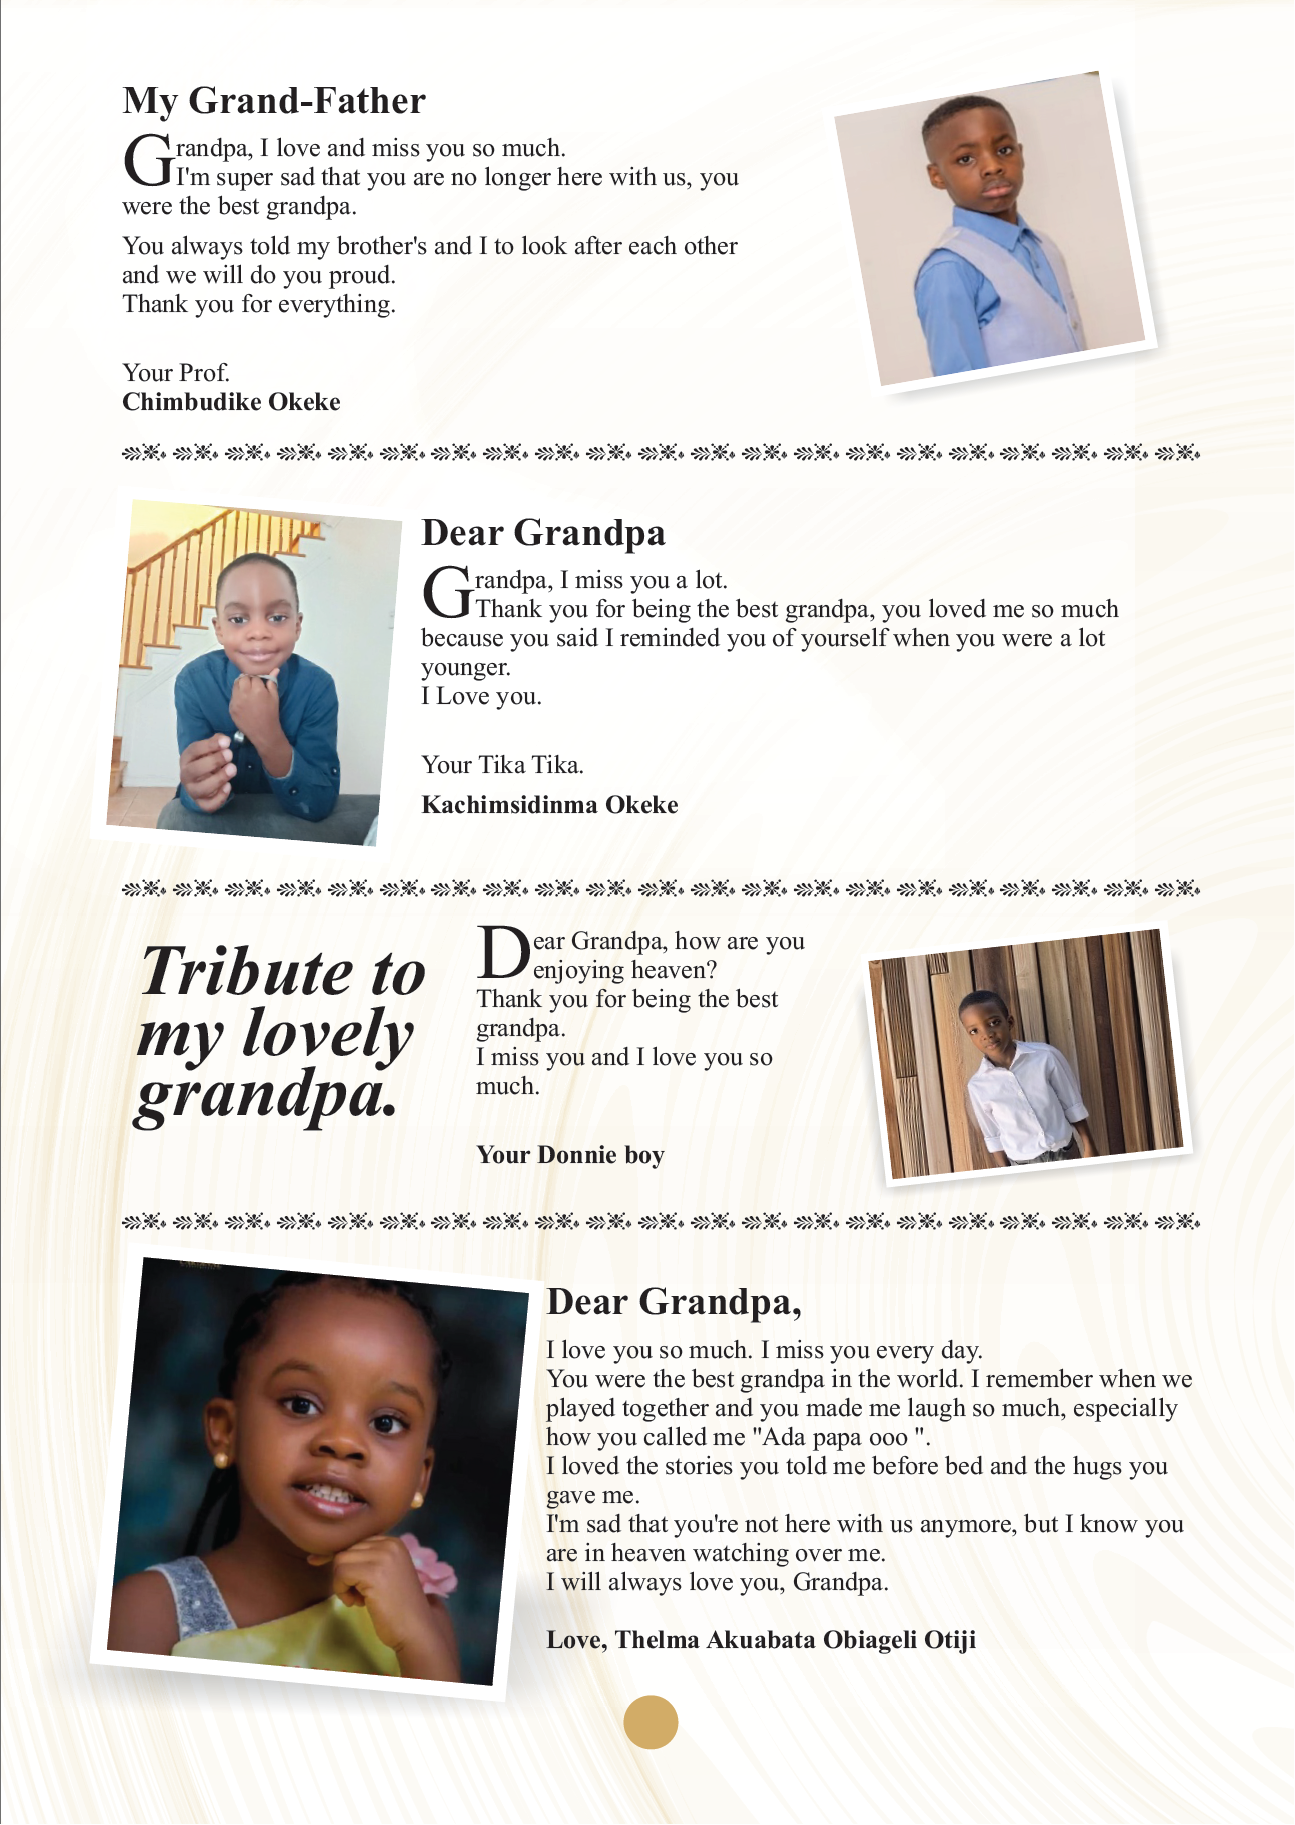 My Grand-Father
Grandpa, I love and miss you so much.
I'm super sad that you are no longer here with us, you
were the best grandpa.
You always told my brother's and I to look after each other
and we will do you proud.
Thank you for everything.
Your Prof.
Chimbudike Okeke
Dear Grandpa
Grandpa, I miss you a lot.
Thank you for being the best grandpa, you loved me so much
because you said I reminded you of yourself when you were a lot
younger.
I Love you.
Your Tika Tika.
Kachimsidinma Okeke
Tribute to
my lovely
grandpa.
Dear Grandpa, how are you
enjoying heaven?
Thank you for being the best
grandpa.
I miss you and I love you so
much.
Your Donnie boy
Dear Grandpa,
I love you so much. I miss you every day.
You were the best grandpa in the world. I remember when we
played together and you made me laugh so much, especially
how you called me "Ada papa ooo ".
I loved the stories you told me before bed and the hugs you
gave me.
I'm sad that you're not here with us anymore, but I know you
are in heaven watching over me.
I will always love you, Grandpa.
Love, Thelma Akuabata Obiageli Otiji